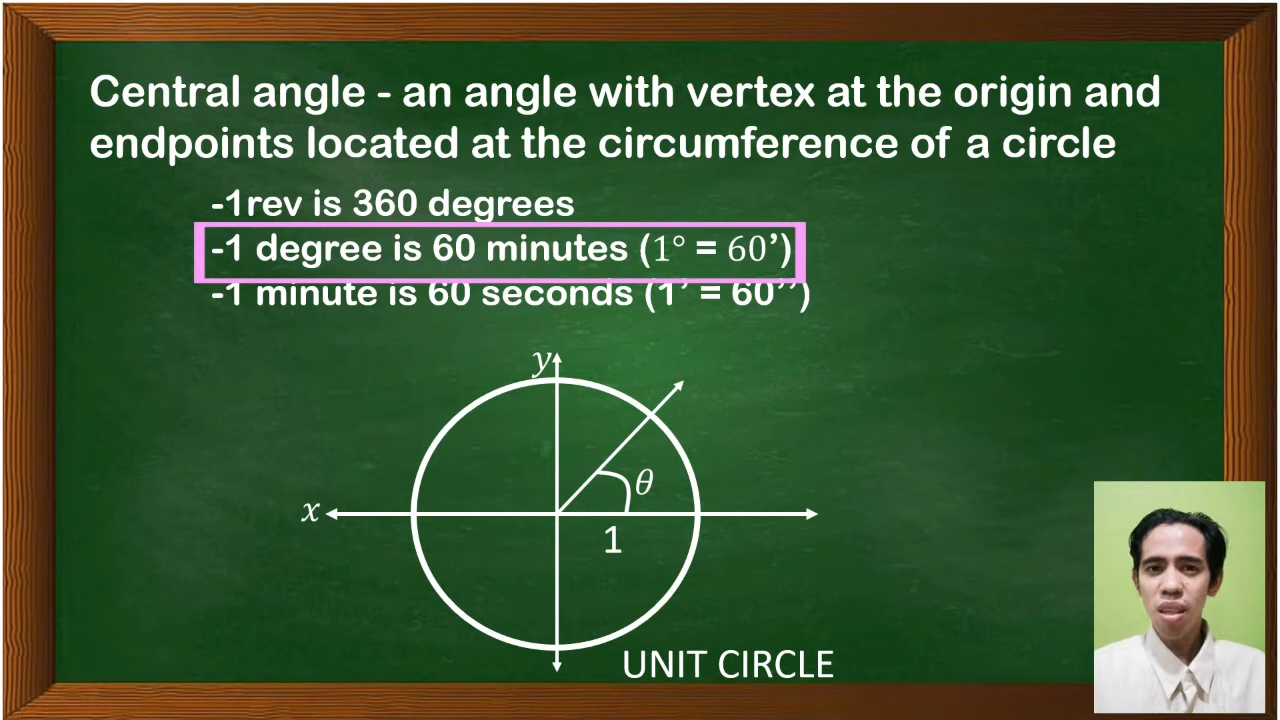 Central angle - an angle with vertex at the origin and
endpoints located at the circumference of a circle
-1rev is 360 degrees
-1 degree is 60 minutes (1° = 60’)
-1 minute is 60 seconds (1’ = 60’’)
y
θ
x
1
UNIT CIRCLE